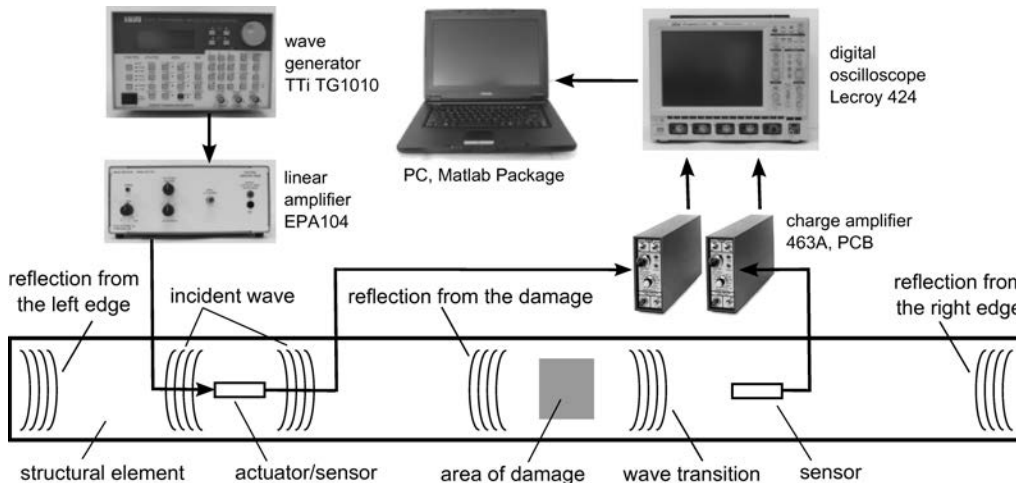 wave
generator
TTi TG1010
digital
oscilloscope
Lecroy 424
PC, Matlab Package
linear
amplifier
EPA104
charge amplifier
463A, PCB
reflection from
the left edge
incident wave
reflection from the damage
reflection from
the right edge
structural element
actuator/sensor
area of damage
wave transition
sensor